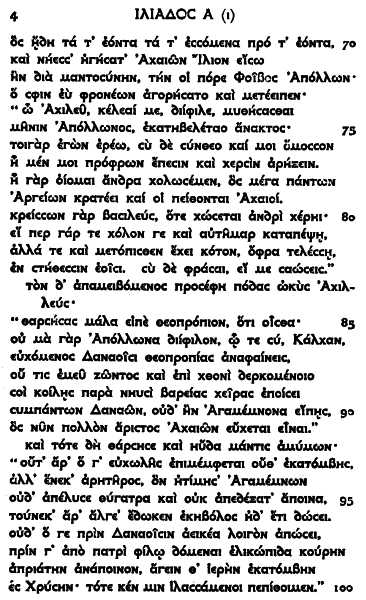 4 ΙΛΙΑΔΟΣ Α (1)
ὃς ᾔδη τά τ’ ἐόντα τά τ’ ἐσσόμενα πρό τ’ ἐόντα, 70
καὶ νήεσσ’ ἡγήσατ’ Ἀχαιῶν Ἴλιον εἴσω
ἣν διὰ μαντοσύνην, τήν οἱ πόρε Φοῖβος Ἀπόλλων·
ὅ σφιν εὺ φρονέων ἀγορήσατο καὶ μετέειπεν·
“ ὦ Ἀχιλεῦ, κέλεαί με, διίφιλε, μυθήσασθαι
μῆνιν Ἀπόλλωνος, ἑκατηβελέταο ἄνακτος· 75
τοιγὰρ ἐγὼν ἐρέω, σὺ δὲ σύνθεο καί μοι ὄμοσσον
ἦ μέν μοι πρόφρων ἔπεσιν καὶ χερσὶν ἀρήξειν.
ἦ γὰρ ὀίομαι ἄνδρα χολωσέμεν, ὃς μέγα πάντων
Ἀργείων κρατέει καί οἱ πείθονται Ἀχαιοί.
κρείσσων γὰρ βασιλεύς, ὅτε χώσεται ἀνδρὶ χέρηι· 80
εἴ περ γάρ τε χόλον γε καὶ αὐτῆμαρ καταπέψῃ,
ἀλλά τε καὶ μετόπισθεν ἔχει κότον, ὄφρα τελέσσῃ,
ἐν στήθεσσιν ἑοῖσι. σὺ δὲ φράσαι, εἴ με σαώσεις.”
τὸν δ’ ἀπαμειβόμενος προσέφη πόδας ὠκὺς Ἀχιλ-
λεύς·
“ θαρσήσας μάλα εἰπὲ θεοπρόπιον, ὅτι οἶσθα· 85
οὐ μὰ γὰρ Ἀπόλλωνα διίφιλον, ᾧ τε σύ, Κάλχαν,
εὐχόμενος Δαναοῖσι θεοπροπίας ἀναφαίνεις,
οὔ τις ἐμεῦ ζῶντος καὶ ἐπὶ χθονὶ δερκομένοιο
σοὶ κοίλῃς παρὰ νηυσὶ βαρείας χεῖρας ἐποίσει
συμπάντων Δαναῶν, οὐδ’ ἢν Ἀγαμέμνονα εἴπῃς, 90
ὃς νῦν πολλὸν ἄριστος Ἀχαιῶν εὔχεται εἶναι.”
καὶ τότε δὴ θάρσησε καὶ ηὔδα μάντις ἀμύμων·
“ οὔτ’ ἄρ’ ὅ γ’ εὐχωλῆς ἐπιμέμφεται οὔθ’ ἑκατόμβης,
ἀλλ’ ἕνεκ’ ἀρητῆρος, ὃν ἠτίμησ’ Ἀγαμέμνων
οὐδ’ ἀπέλυσε θύγατρα καὶ οὐκ ἀπεδέξατ’ ἄποινα, 95
τούνεκ’ ἄρ’ ἄλγε’ ἔδωκεν ἑκηβόλος ἠδ’ ἔτι δώσει.
οὐδ’ ὅ γε πρὶν Δαναοῖσιν ἀεικέα λοιγὸν ἀπώσει,
πρίν γ’ ἀπὸ πατρὶ φίλῳ δόμεναι ἑλικώπιδα κούρην
ἀπριάτην ἀνάποινον, ἄγειν θ’ ἱερὴν ἑκατόμβην
ἐς Χρύσην· τότε κέν μιν ἱλασσάμενοι πεπίθοιμεν.” 100